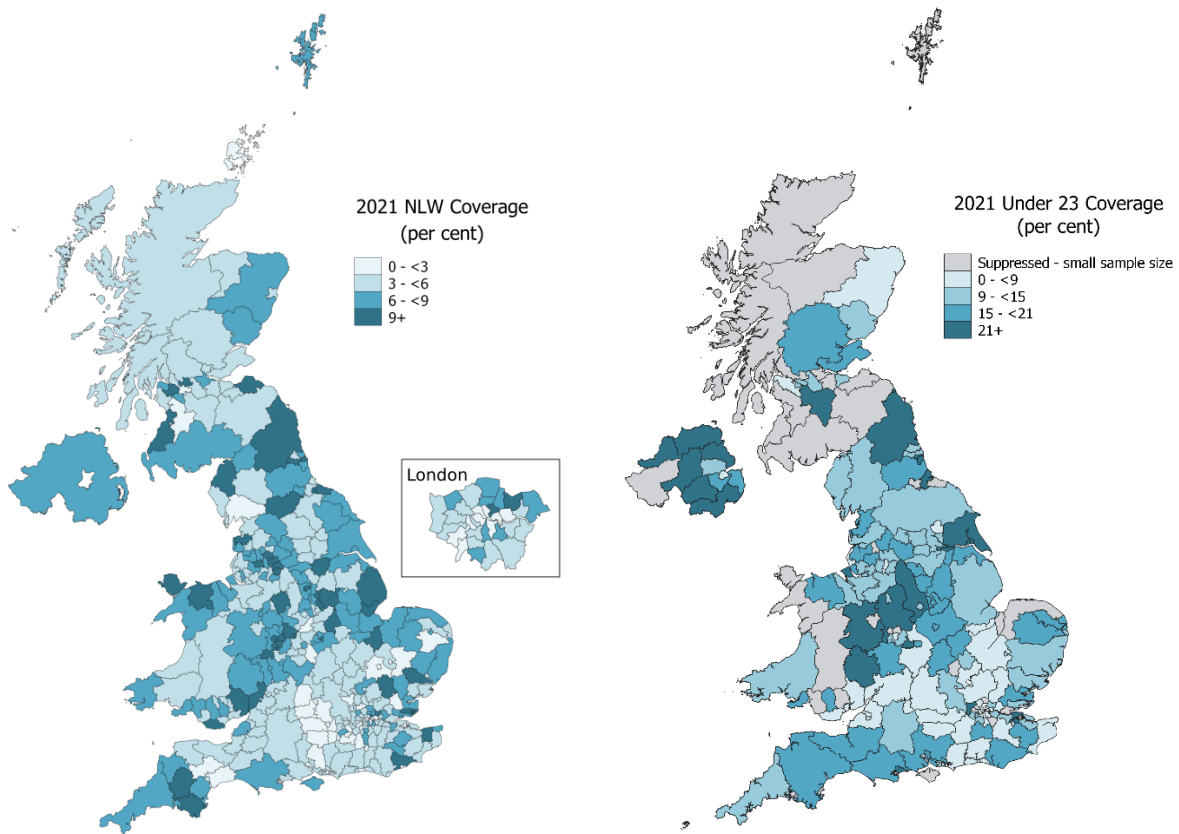 2021 NLW Coverage
(per cent)
0 - <3
3 - <6
6 - <9
9+
London
2021 Under 23 Coverage
(per cent)
Suppressed - small sample size
0 - <9
9 - <15
15 - <21
21+